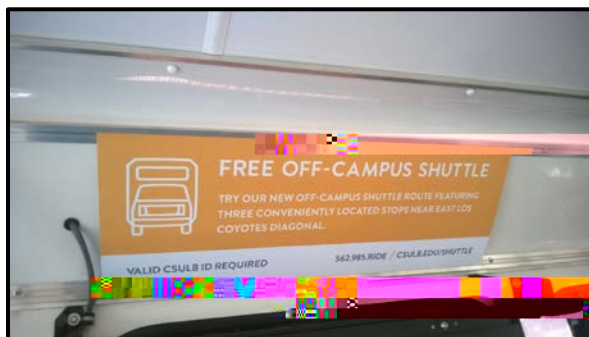 FREE OFF-CAMPUS SHUTTLE
TRY OUR NEW OFF-CAMPUS SHUTTLE ROUTE FEATURING
THREE CONVENIENTLY LOCATED STOPS NEAR EAST LOS
COYOTES DIAGONAL.
VALID CSULB ID REQUIRED
562.985.RIDE / CSULB.EDU/SHUTTLE